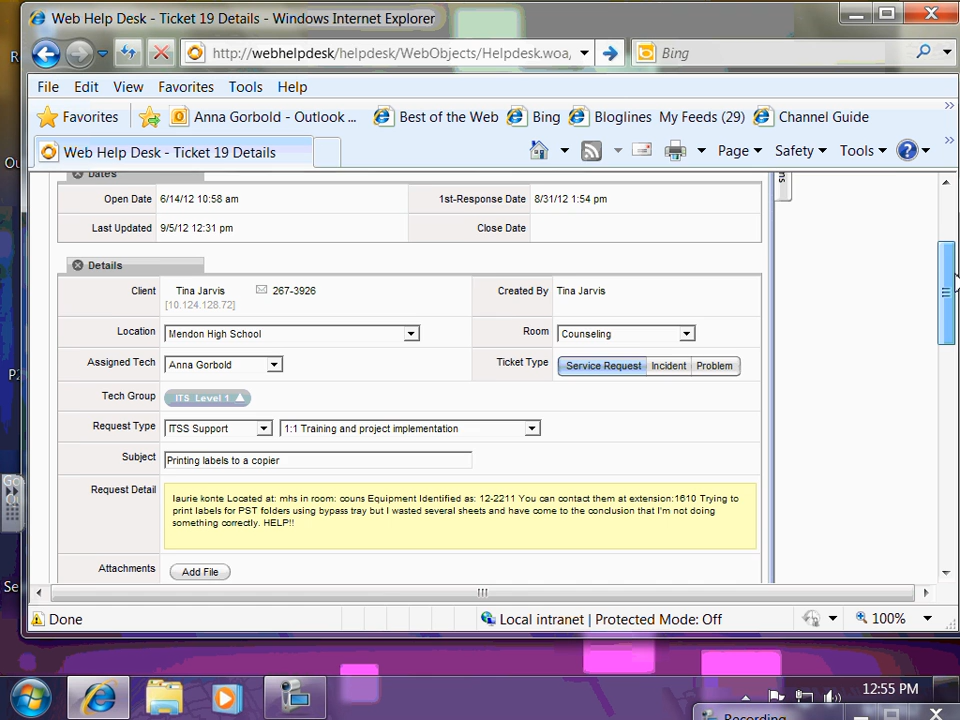 Web Help Desk - Ticket 19 Details - Windows Internet Explorer
http://webhelpdesk/helpdesk/WebObjects/Helpdesk.woa,
Bing
File Edit View Favorites Tools Help
Favorites Anna Gorbold - Outlook ... Best of the Web Bing Bloglines My Feeds (29) Channel Guide
Web Help Desk - Ticket 19 Details Page Safety Tools
Dates
Open Date 6/14/12 10:58 am 1st-Response Date 8/31/12 1:54 pm
Last Updated 9/5/12 12:31 pm Close Date
Details
Client Tina Jarvis 267-3926 Created By Tina Jarvis
[10.124.128.72]
Location Mendon High School Room Counseling
Assigned Tech Anna Gorbold Ticket Type Service Request Incident Problem
Tech Group ITS Level 1
Request Type ITSS Support 1:1 Training and project implementation
Subject Printing labels to a copier
Request Detail laurie konte Located at: mhs in room: couns Equipment Identified as: 12-2211 You can contact them at extension:1610 Trying to
print labels for PST folders using bypass tray but I wasted several sheets and have come to the conclusion that I'm not doing
something correctly. HELP!!
Attachments Add File
Done Local intranet | Protected Mode: Off 100%
12:55 PM
Recording